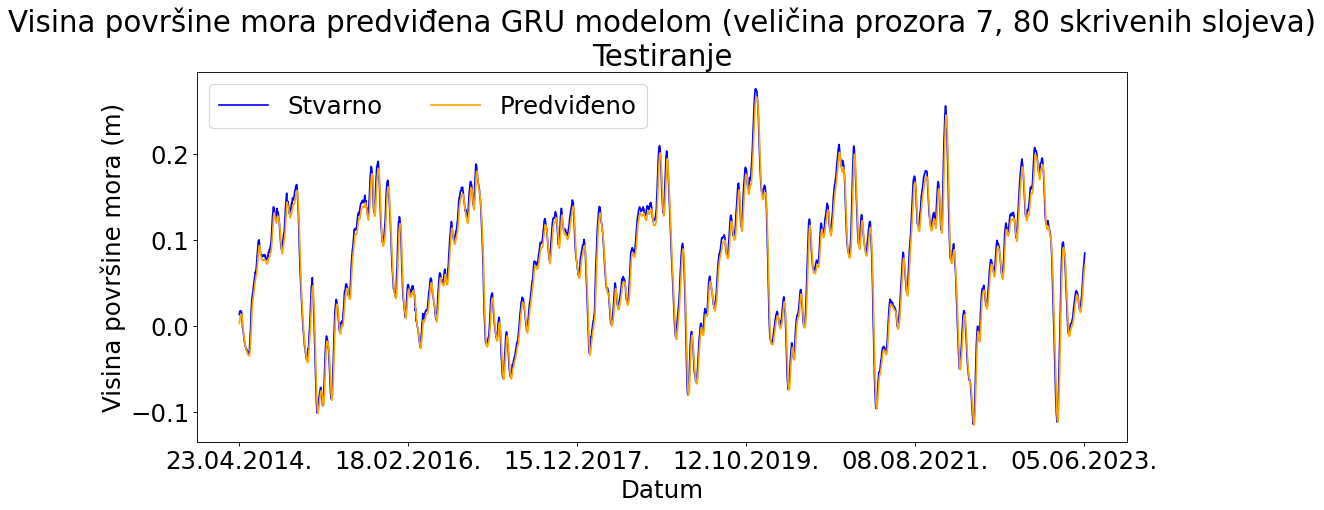 Visina površine mora predviđena GRU modelom (veličina prozora 7, 80 skrivenih slojeva)
Testiranje
Stvarno Predviđeno
Visina površine mora (m)
0.2
0.1
0.0
−0.1
23.04.2014. 18.02.2016. 15.12.2017. 12.10.2019. 08.08.2021. 05.06.2023.
Datum